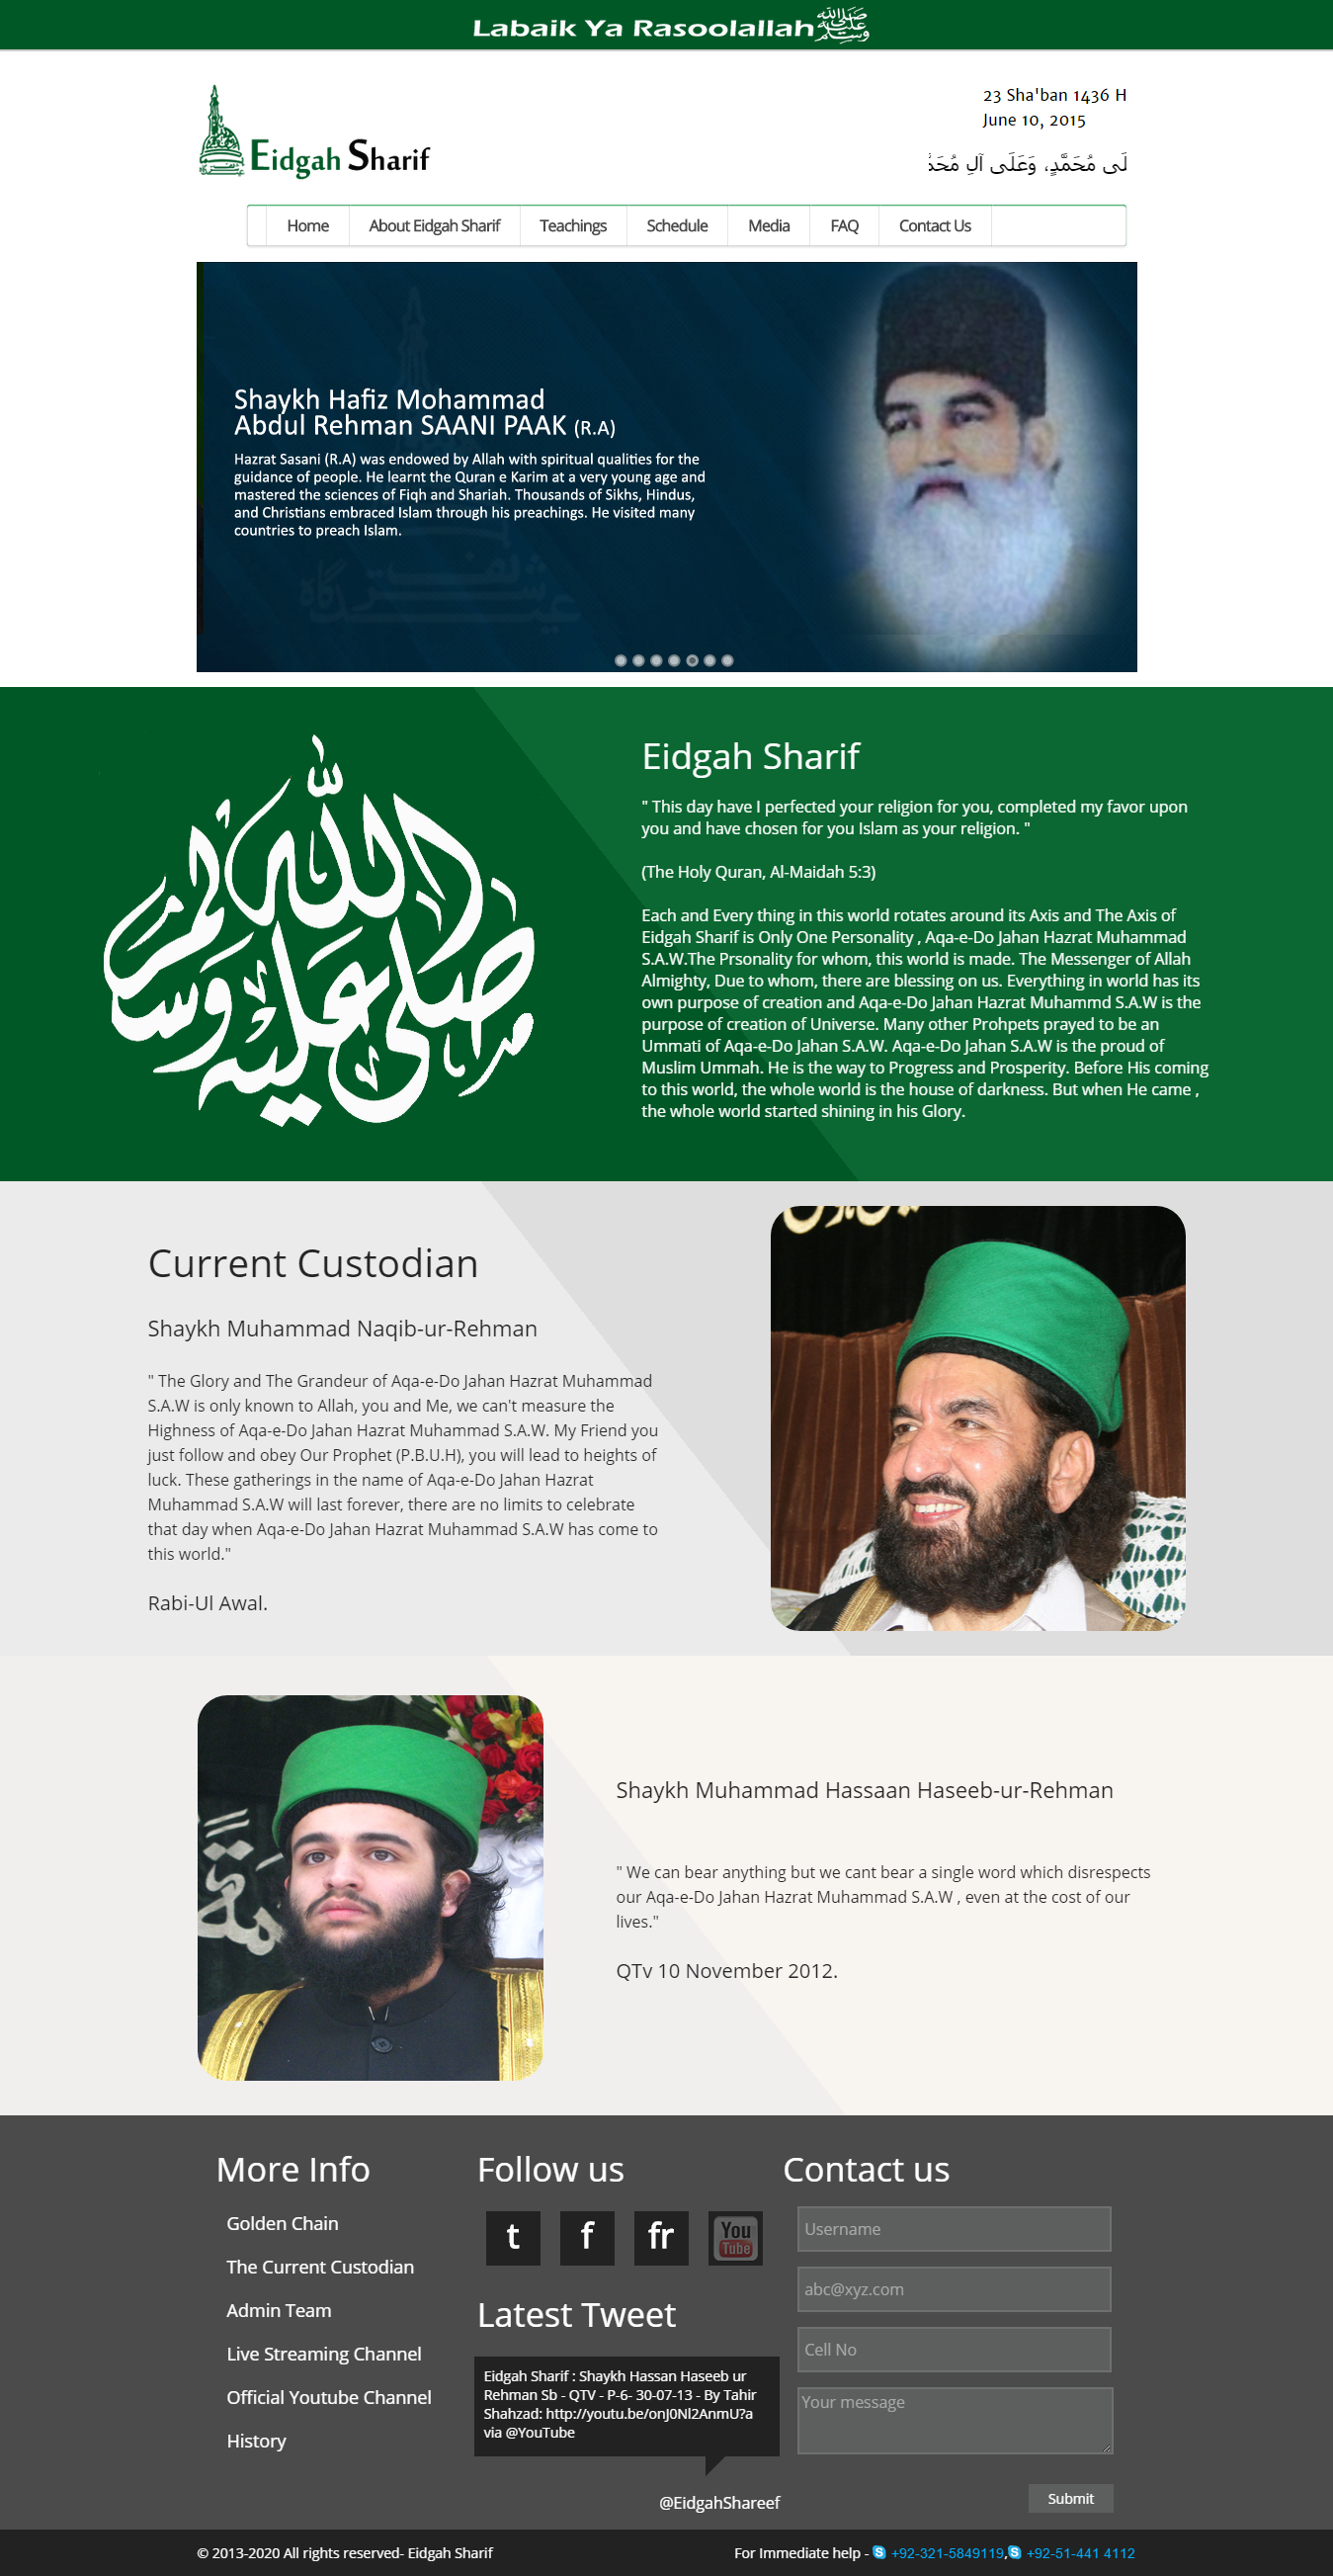 Labaik Ya Rasoolallah ﷺ
Eidgah Sharif
23 Sha'ban 1436 H
June 10, 2015
مُحَمَّدٍ، وَعَلَى آلِ
Home About Eidgah Sharif Teachings Schedule Media FAQ Contact Us
Shaykh Hafiz Mohammad
Abdul Rehman SAANI PAAK (R.A)
Hazrat Sasani (R.A) was endowed by Allah with spiritual qualities for the
guidance of people. He learnt the Quran e Karim at a very young age and
mastered the sciences of Fiqh and Shariah. Thousands of Sikhs, Hindus,
and Christians embraced Islam through his preachings. He visited many
countries to preach Islam.
عیدگاہ شریف
صلى الله عليه وسلم
Eidgah Sharif
" This day have I perfected your religion for you, completed my favor upon
you and have chosen for you Islam as your religion. "
(The Holy Quran, Al-Maidah 5:3)
Each and Every thing in this world rotates around its Axis and The Axis of
Eidgah Sharif is Only One Personality , Aqa-e-Do Jahan Hazrat Muhammad
S.A.W.The Prsonality for whom, this world is made. The Messenger of Allah
Almighty, Due to whom, there are blessing on us. Everything in world has its
own purpose of creation and Aqa-e-Do Jahan Hazrat Muhammd S.A.W is the
purpose of creation of Universe. Many other Prohpets prayed to be an
Ummati of Aqa-e-Do Jahan S.A.W. Aqa-e-Do Jahan S.A.W is the proud of
Muslim Ummah. He is the way to Progress and Prosperity. Before His coming
to this world, the whole world is the house of darkness. But when He came ,
the whole world started shining in his Glory.
Current Custodian
Shaykh Muhammad Naqib-ur-Rehman
" The Glory and The Grandeur of Aqa-e-Do Jahan Hazrat Muhammad
S.A.W is only known to Allah, you and Me, we can't measure the
Highness of Aqa-e-Do Jahan Hazrat Muhammad S.A.W. My Friend you
just follow and obey Our Prophet (P.B.U.H), you will lead to heights of
luck. These gatherings in the name of Aqa-e-Do Jahan Hazrat
Muhammad S.A.W will last forever, there are no limits to celebrate
that day when Aqa-e-Do Jahan Hazrat Muhammad S.A.W has come to
this world."
Rabi-Ul Awal.
Shaykh Muhammad Hassaan Haseeb-ur-Rehman
" We can bear anything but we cant bear a single word which disrespects
our Aqa-e-Do Jahan Hazrat Muhammad S.A.W , even at the cost of our
lives."
QTv 10 November 2012.
More Info
Golden Chain
The Current Custodian
Admin Team
Live Streaming Channel
Official Youtube Channel
History
Follow us
t f fr You Tube
Latest Tweet
Eidgah Sharif : Shaykh Hassan Haseeb ur
Rehman Sb - QTV - P-6- 30-07-13 - By Tahir
Shahzad: http://youtu.be/onJ0Nl2AnmU?a
via @YouTube
@EidgahShareef
Contact us
Username
abc@xyz.com
Cell No
Your message
Submit
© 2013-2020 All rights reserved- Eidgah Sharif
For Immediate help - +92-321-5849119, +92-51-441 4112